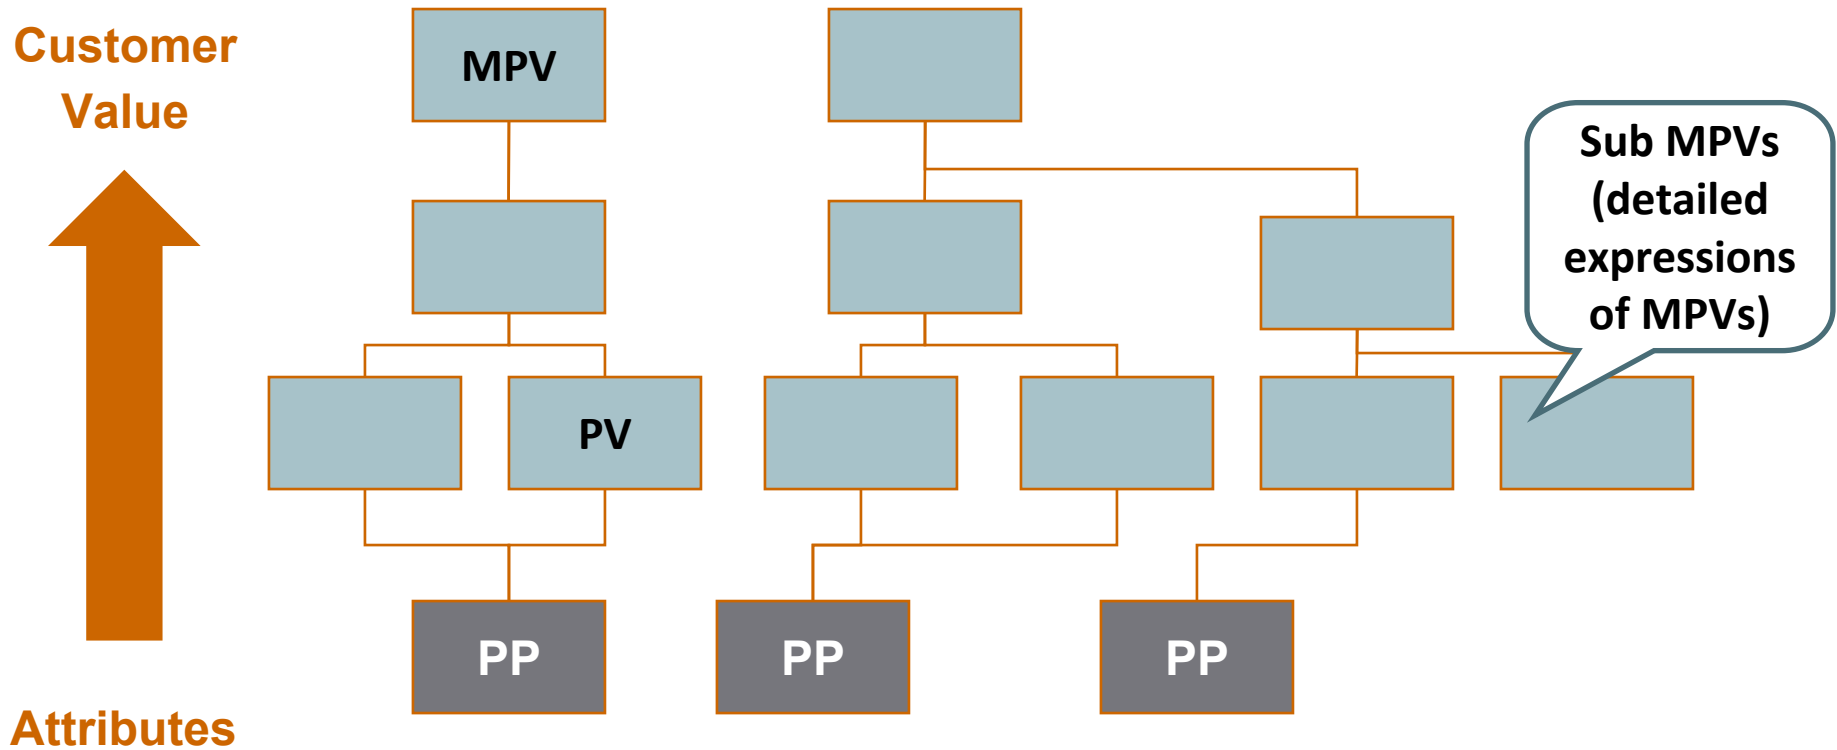 Customer
Value
MPV
Sub MPVs
(detailed
expressions
of MPVs)
PV
PP
PP
PP
Attributes